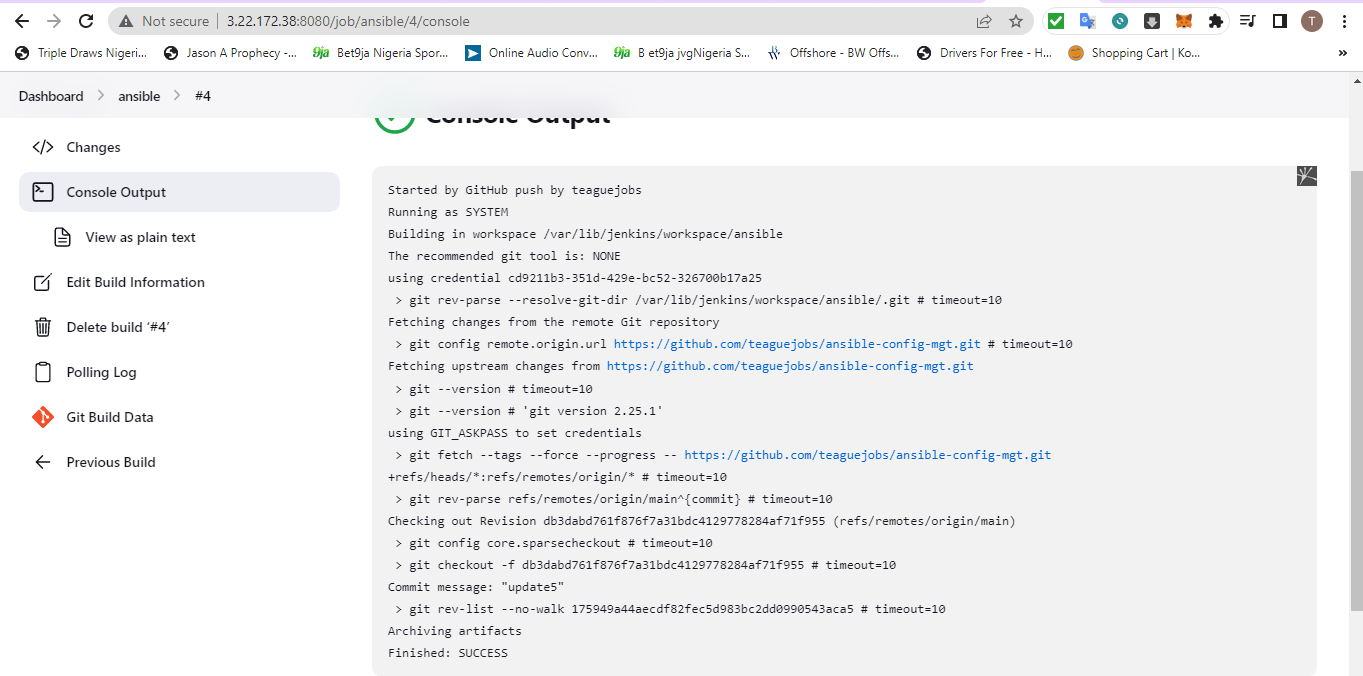 Not secure | 3.22.172.38:8080/job/ansible/4/console
T
Triple Draws Nigeri... Jason A Prophecy -... 9ja Bet9ja Nigeria Spor... Online Audio Conv... 9ja B et9ja jvgNigeria S... Offshore - BW Offs... Drivers For Free - H... Shopping Cart | Ko... »
Dashboard > ansible > #4
Changes
Console Output
View as plain text
Edit Build Information
Delete build ‘#4’
Polling Log
Git Build Data
Previous Build
Console Output
Started by GitHub push by teaguejobs
Running as SYSTEM
Building in workspace /var/lib/jenkins/workspace/ansible
The recommended git tool is: NONE
using credential cd9211b3-351d-429e-bc52-326700b17a25
 > git rev-parse --resolve-git-dir /var/lib/jenkins/workspace/ansible/.git # timeout=10
Fetching changes from the remote Git repository
 > git config remote.origin.url https://github.com/teaguejobs/ansible-config-mgt.git # timeout=10
Fetching upstream changes from https://github.com/teaguejobs/ansible-config-mgt.git
 > git --version # timeout=10
 > git --version # 'git version 2.25.1'
using GIT_ASKPASS to set credentials
 > git fetch --tags --force --progress -- https://github.com/teaguejobs/ansible-config-mgt.git
+refs/heads/*:refs/remotes/origin/* # timeout=10
 > git rev-parse refs/remotes/origin/main^{commit} # timeout=10
Checking out Revision db3dabd761f876f7a31bdc4129778284af71f955 (refs/remotes/origin/main)
 > git config core.sparsecheckout # timeout=10
 > git checkout -f db3dabd761f876f7a31bdc4129778284af71f955 # timeout=10
Commit message: "update5"
 > git rev-list --no-walk 175949a44aecdf82fec5d983bc2dd0990543aca5 # timeout=10
Archiving artifacts
Finished: SUCCESS